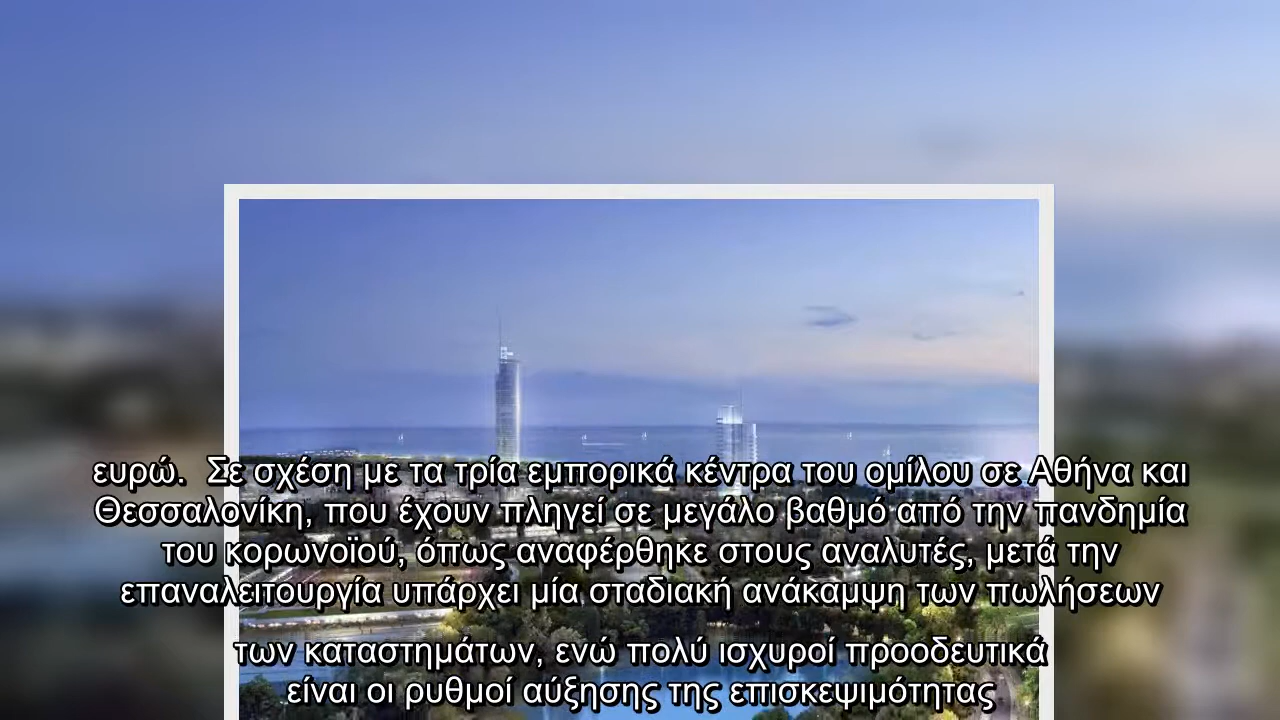 ευρώ.  Σε σχέση με τα τρία εμπορικά κέντρα του ομίλου σε Αθήνα και
Θεσσαλονίκη, που έχουν πληγεί σε μεγάλο βαθμό από την πανδημία
του κορωνοϊού, όπως αναφέρθηκε στους αναλυτές, μετά την
επαναλειτουργία υπάρχει μία σταδιακή ανάκαμψη των πωλήσεων
των καταστημάτων, ενώ πολύ ισχυροί προοδευτικά
είναι οι ρυθμοί αύξησης της επισκεψιμότητας